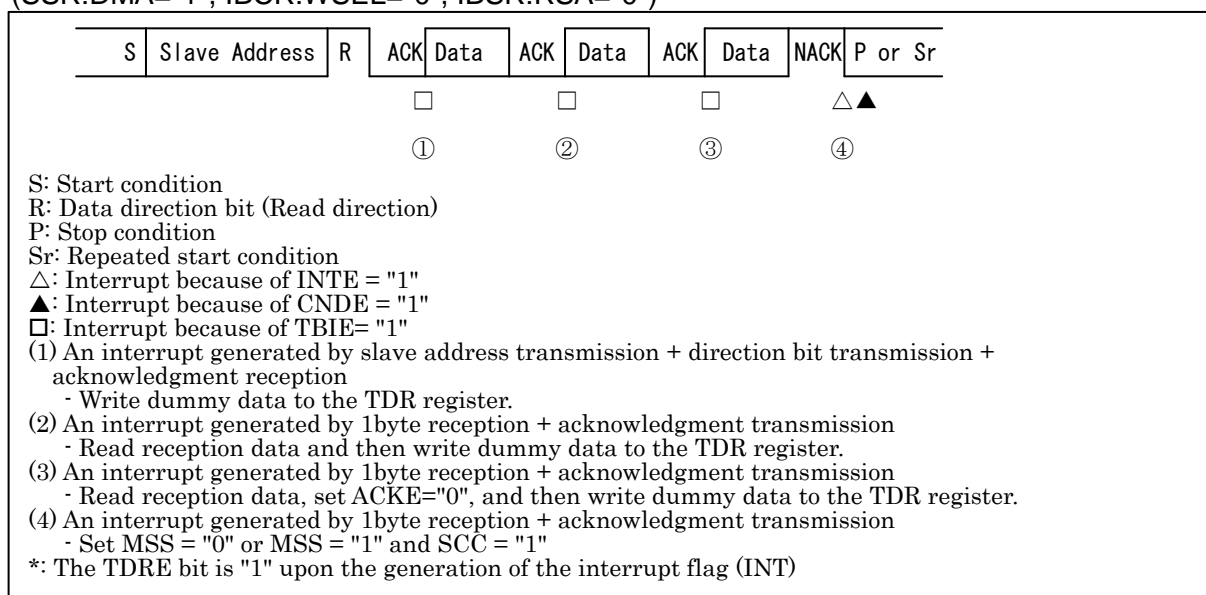 S Slave Address R ACK Data ACK Data ACK Data NACK P or Sr
□ □ □ △▲
① ② ③ ④
S: Start condition
R: Data direction bit (Read direction)
P: Stop condition
Sr: Repeated start condition
△: Interrupt because of INTE = "1"
▲: Interrupt because of CNDE = "1"
□: Interrupt because of TBIE= "1"
(1) An interrupt generated by slave address transmission + direction bit transmission +
acknowledgment reception
- Write dummy data to the TDR register.
(2) An interrupt generated by 1byte reception + acknowledgment transmission
- Read reception data and then write dummy data to the TDR register.
(3) An interrupt generated by 1byte reception + acknowledgment transmission
- Read reception data, set ACKE="0", and then write dummy data to the TDR register.
(4) An interrupt generated by 1byte reception + acknowledgment transmission
- Set MSS = "0" or MSS = "1" and SCC = "1"
*: The TDRE bit is "1" upon the generation of the interrupt flag (INT)